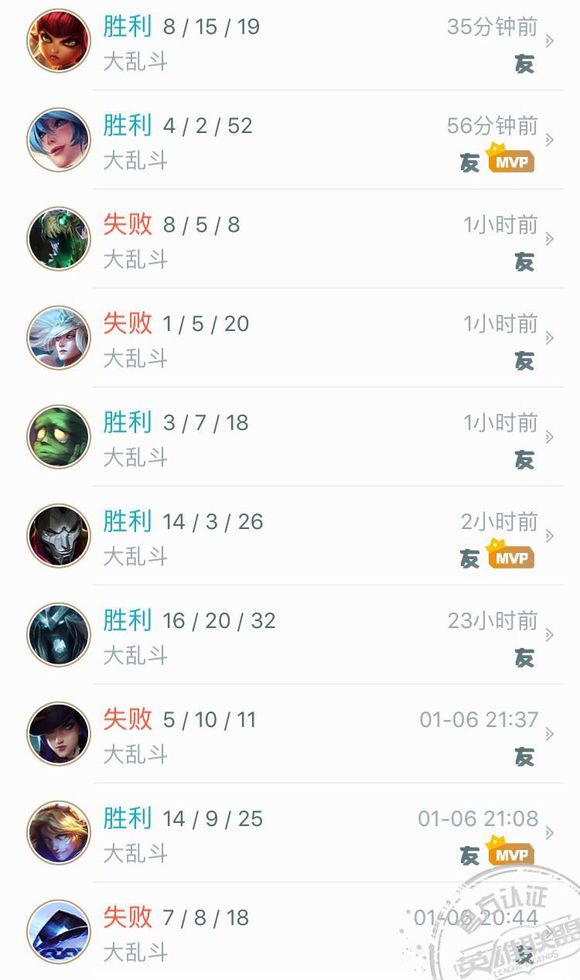 胜利 8 / 15 / 19 35分钟前
大乱斗 友
胜利 4 / 2 / 52 56分钟前
大乱斗 友 MVP
失败 8 / 5 / 8 1小时前
大乱斗 友
失败 1 / 5 / 20 1小时前
大乱斗 友
胜利 3 / 7 / 18 1小时前
大乱斗 友
胜利 14 / 3 / 26 2小时前
大乱斗 友 MVP
胜利 16 / 20 / 32 23小时前
大乱斗 友
失败 5 / 10 / 11 01-06 21:37
大乱斗 友
胜利 14 / 9 / 25 01-06 21:08
大乱斗 友 MVP
失败 7 / 8 / 18 01-06 20:44
大乱斗 友
官方认证
英雄联盟